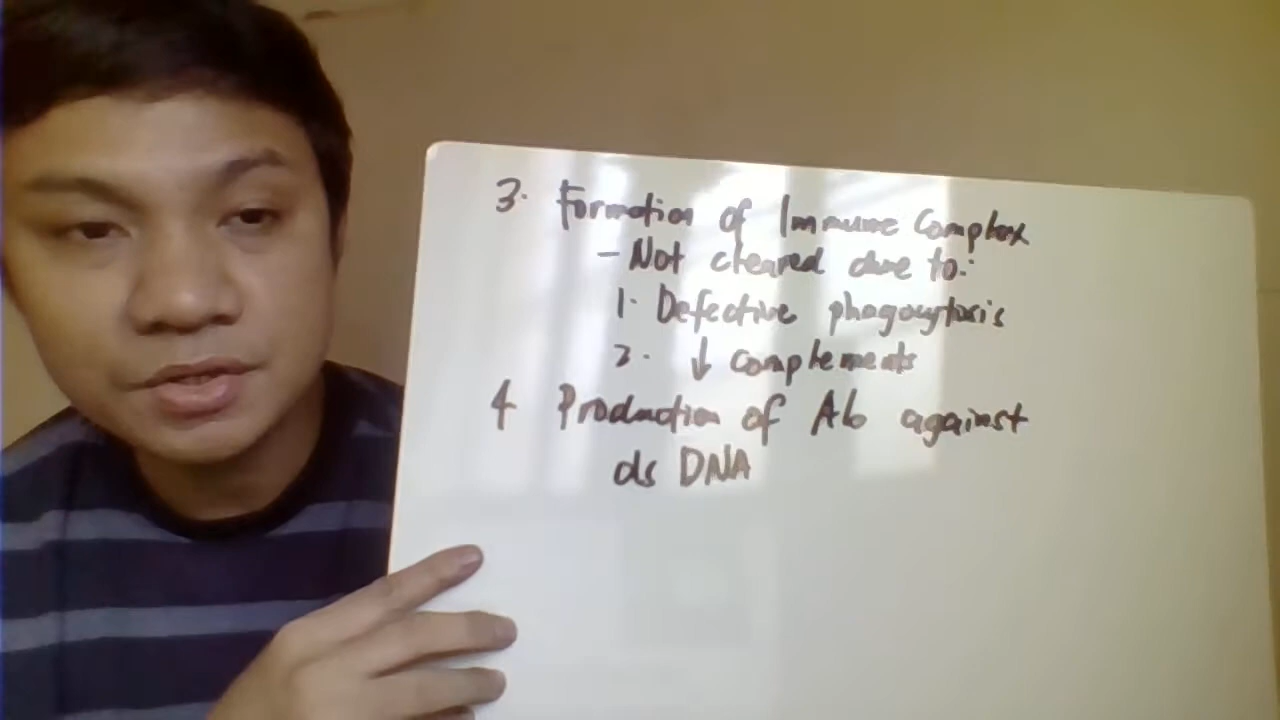 3. Formation of Immune Complex
- Not cleared due to:
1. Defective phagocytosis
2. ↓ complements
4 Production of Ab against
ds DNA